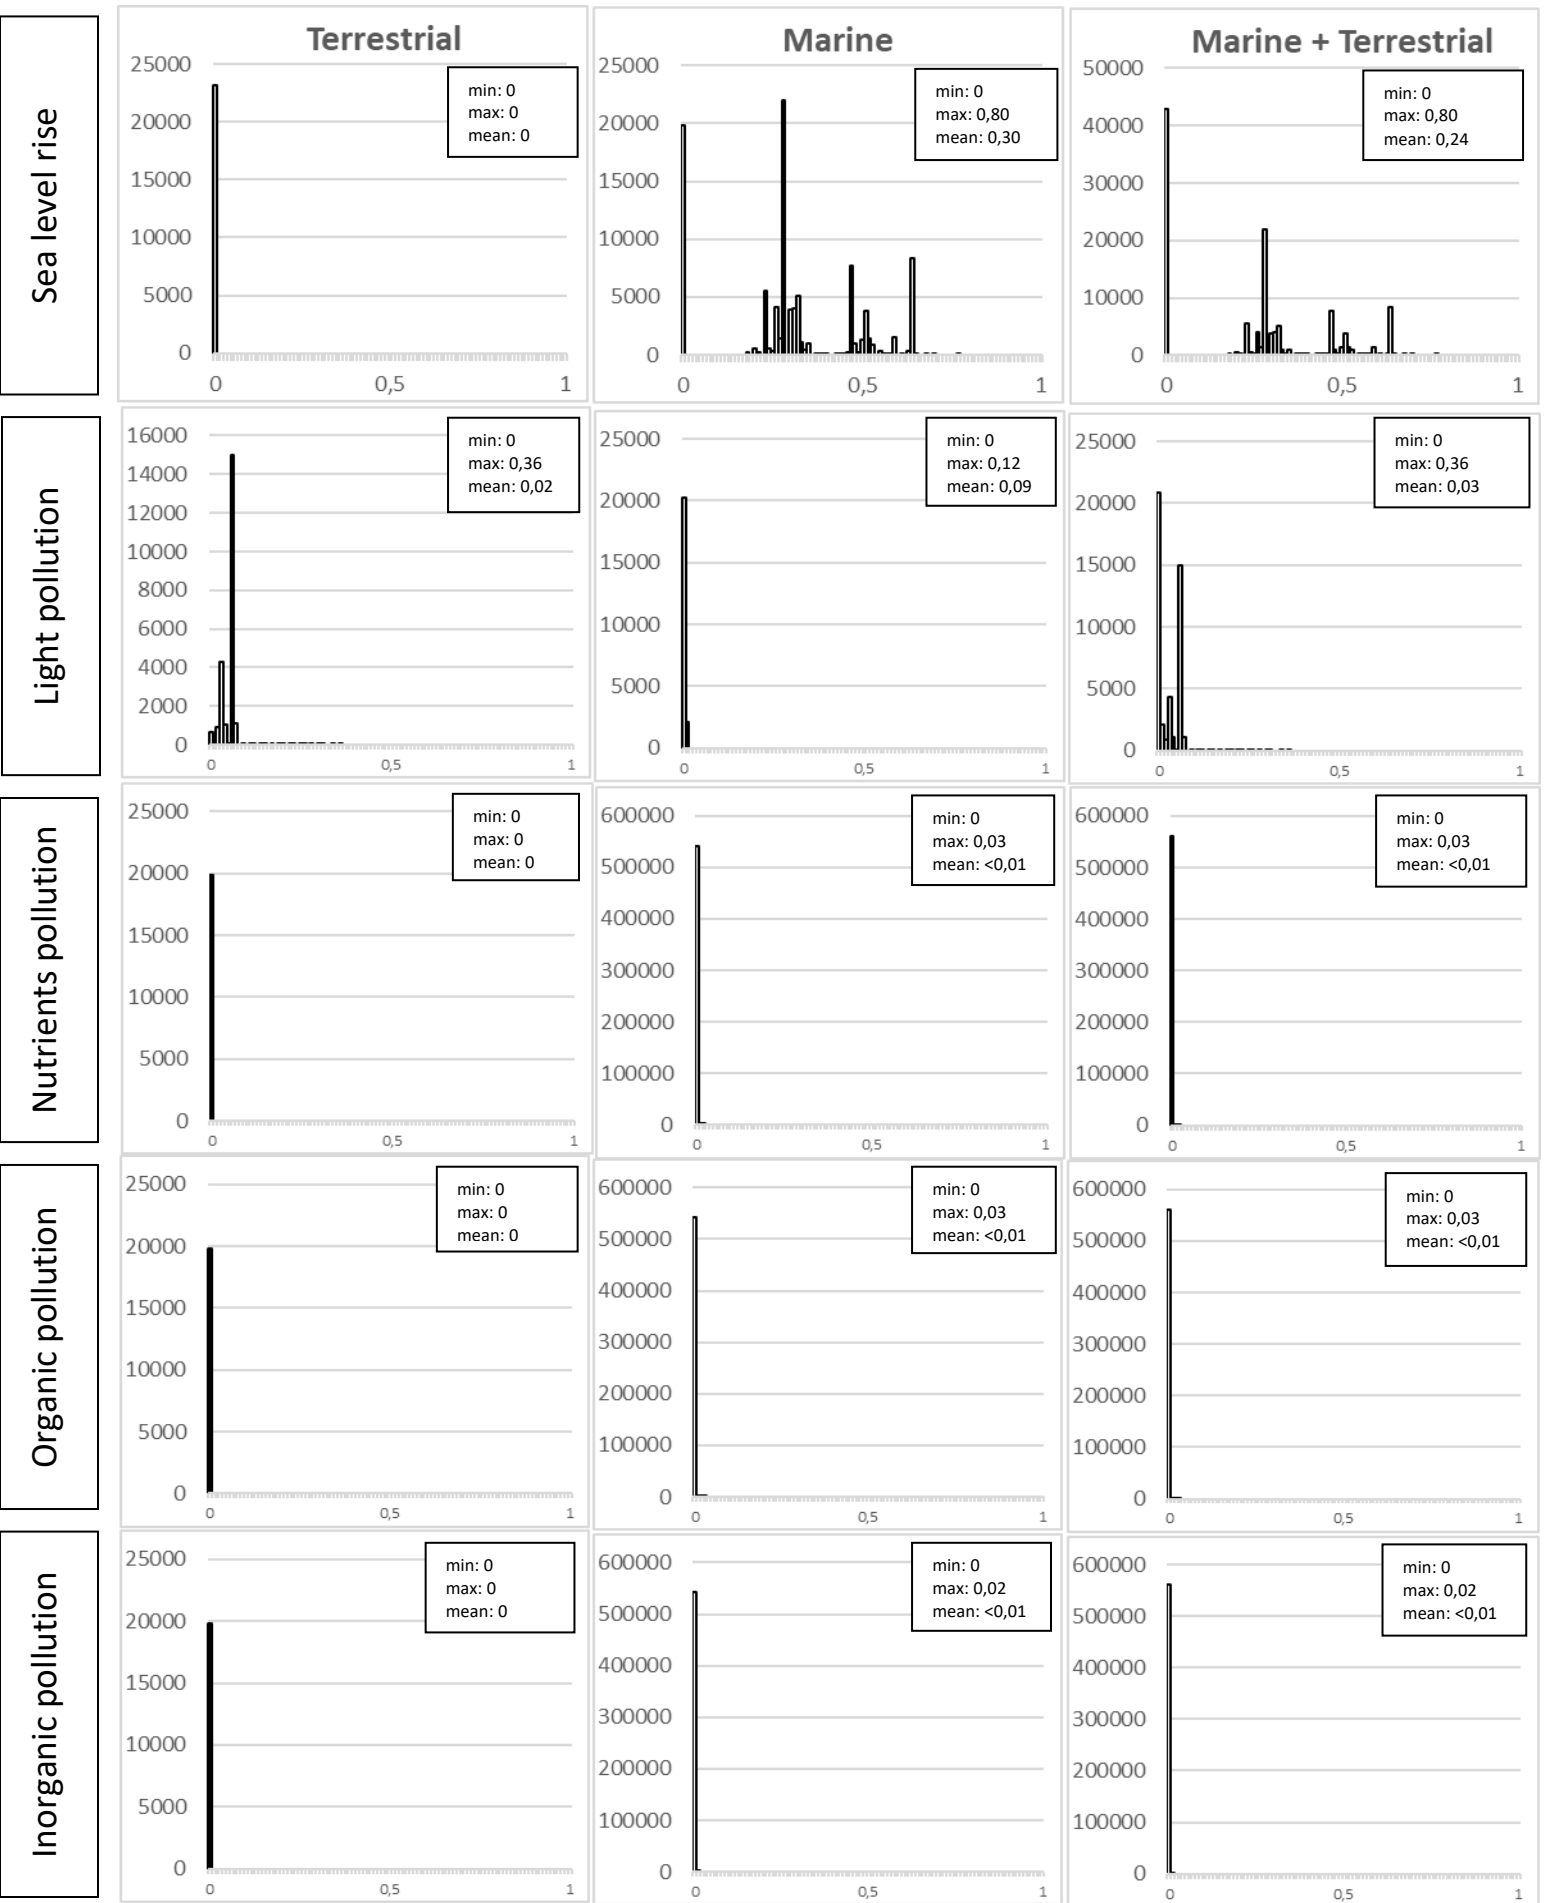 Terrestrial
Marine
Marine + Terrestrial
Sea level rise
25000
20000
15000
10000
5000
0
0 0,5 1
min: 0
max: 0
mean: 0
25000
20000
15000
10000
5000
0
0 0,5 1
min: 0
max: 0,80
mean: 0,30
50000
40000
30000
20000
10000
0
0 0,5 1
min: 0
max: 0,80
mean: 0,24
Light pollution
16000
14000
12000
10000
8000
6000
4000
2000
0
0 0,5 1
min: 0
max: 0,36
mean: 0,02
25000
20000
15000
10000
5000
0
0 0,5 1
min: 0
max: 0,12
mean: 0,09
25000
20000
15000
10000
5000
0
0 0,5 1
min: 0
max: 0,36
mean: 0,03
Nutrients pollution
25000
20000
15000
10000
5000
0
0 0,5 1
min: 0
max: 0
mean: 0
600000
500000
400000
300000
200000
100000
0
0 0,5 1
min: 0
max: 0,03
mean: <0,01
600000
500000
400000
300000
200000
100000
0
0 0,5 1
min: 0
max: 0,03
mean: <0,01
Organic pollution
25000
20000
15000
10000
5000
0
0 0,5 1
min: 0
max: 0
mean: 0
600000
500000
400000
300000
200000
100000
0
0 0,5 1
min: 0
max: 0,03
mean: <0,01
600000
500000
400000
300000
200000
100000
0
0 0,5 1
min: 0
max: 0,03
mean: <0,01
Inorganic pollution
25000
20000
15000
10000
5000
0
0 0,5 1
min: 0
max: 0
mean: 0
600000
500000
400000
300000
200000
100000
0
0 0,5 1
min: 0
max: 0,02
mean: <0,01
600000
500000
400000
300000
200000
100000
0
0 0,5 1
min: 0
max: 0,02
mean: <0,01